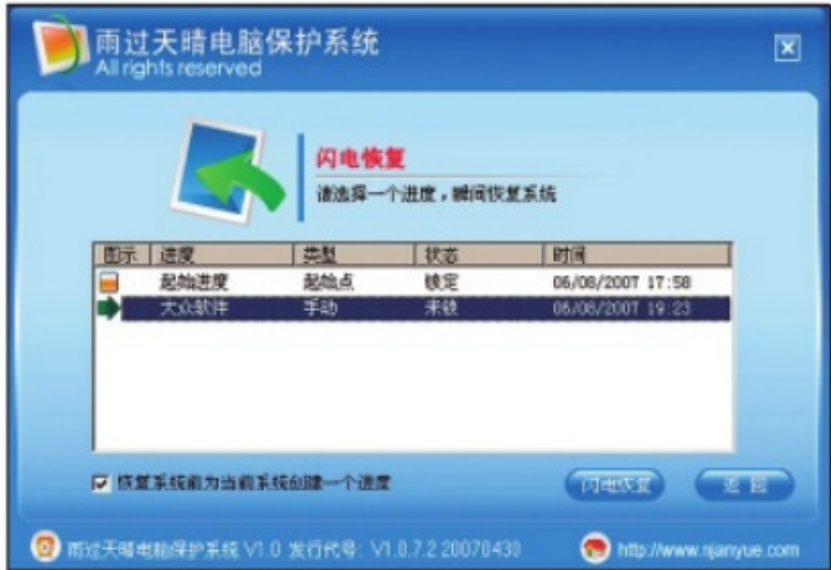 雨过天晴电脑保护系统
All rights reserved
闪电恢复
请选择一个进度，瞬间恢复系统
图示 进度 类型 状态 时间
起始进度 起始点 锁定 06/08/2007 17:58
大众软件 手动 未锁 06/08/2007 19:23
恢复系统前为当前系统创建一个进度
闪电恢复 返回
雨过天晴电脑保护系统 V1.0 发行代号: V1.0.7.2 20070430 http://www.njanyue.com